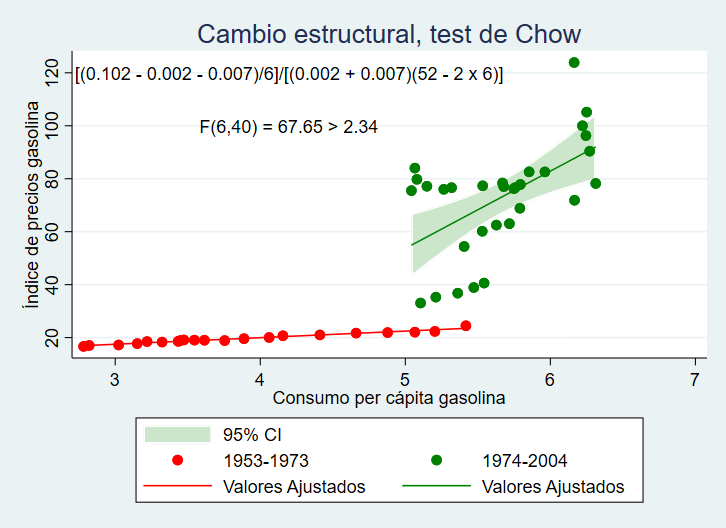 Cambio estructural, test de Chow
[(0.102 - 0.002 - 0.007)/6]/[(0.002 + 0.007)(52 - 2 x 6)]
F(6,40) = 67.65 > 2.34
Índice de precios gasolina
120
100
80
60
40
20
3 4 5 6 7
Consumo per cápita gasolina
95% CI
1953-1973 1974-2004
Valores Ajustados Valores Ajustados